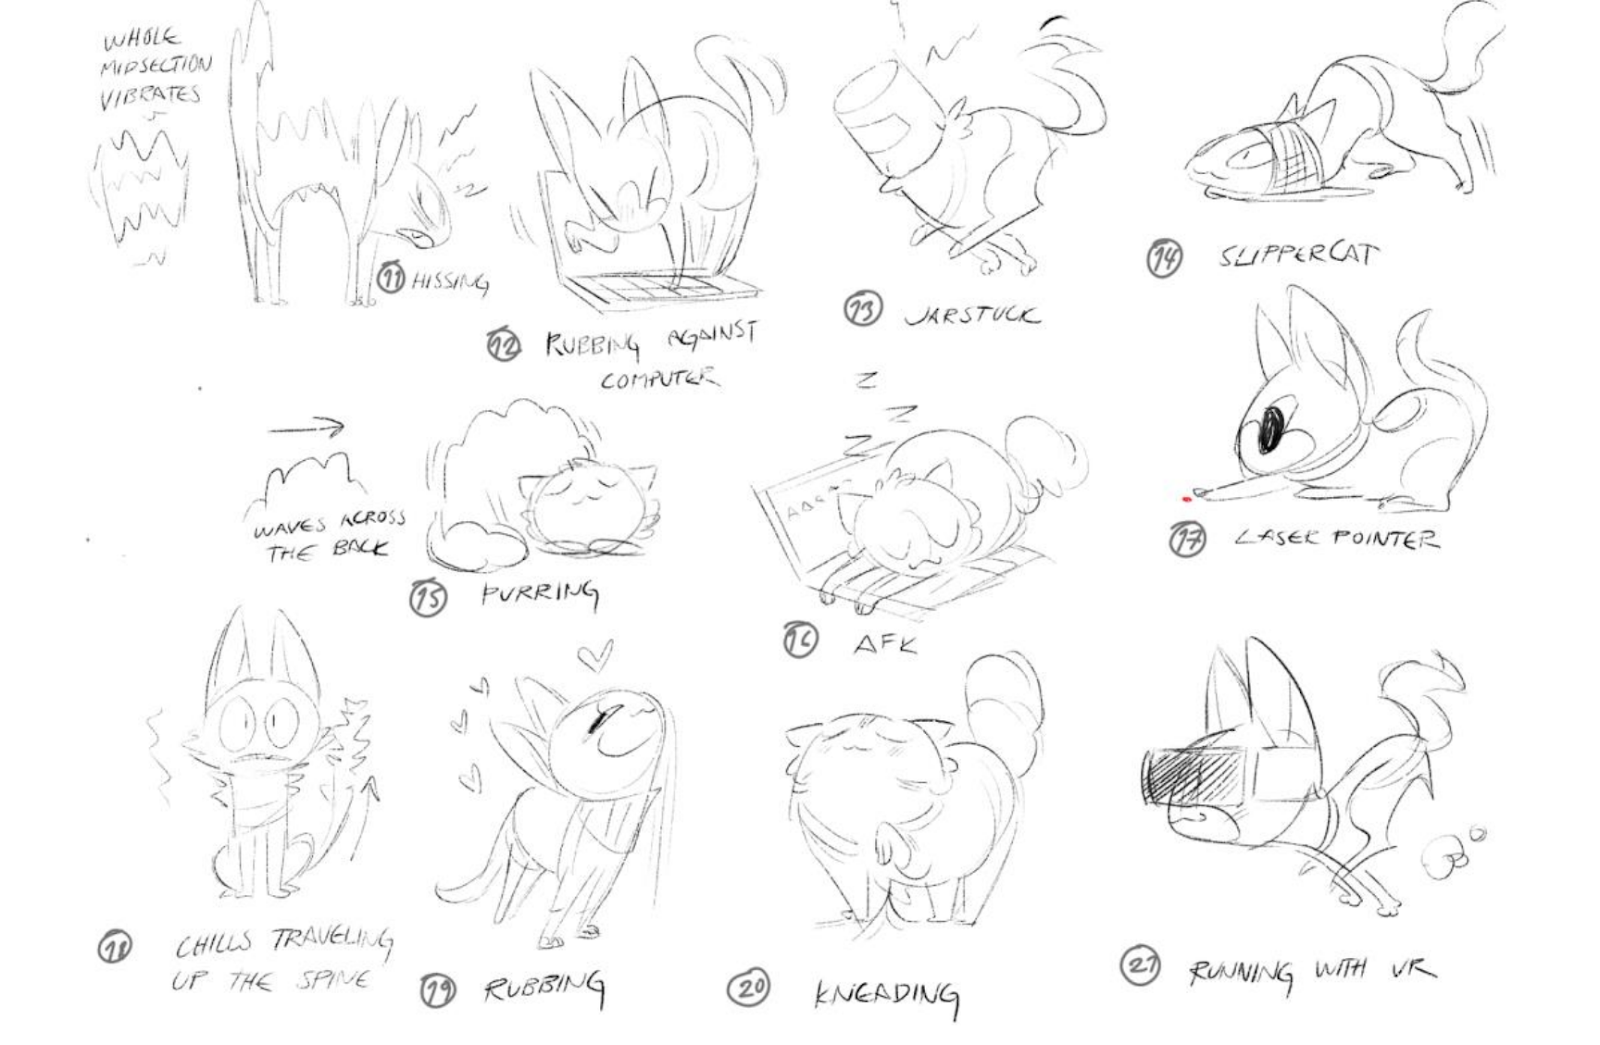 WHOLE
MIDSECTION
VIBRATES
11 HISSING
12 RUBBING AGAINST
COMPUTER
13 JARSTUCK
14 SLIPPERCAT
WAVES ACROSS
THE BACK
15 PURRING
Z
Z
Z
16 AFK
17 LASER POINTER
18 CHILLS TRAVELING
UP THE SPINE
19 RUBBING
20 KNEADING
21 RUNNING WITH VR